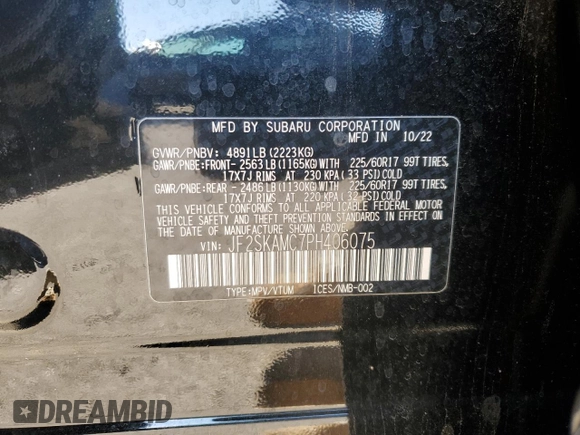 MFD BY SUBARU CORPORATION
MFD IN 10/22
GVWR/PNBV: 4891LB(2223KG)
GAWR/PNBE:FRONT- 2563LB(1165KG)WITH 225/60R17 99T TIRES,
17X7J RIMS AT 230 KPA( 33 PSI)COLD
GAWR/PNBE:REAR - 2486LB(1130KG)WITH 225/60R17 99T TIRES,
17X7J RIMS AT 220 KPA( 32 PSI)COLD
THIS VEHICLE CONFORMS TO ALL APPLICABLE FEDERAL MOTOR
VEHICLE SAFETY AND THEFT PREVENTION STANDARDS IN EFFECT ON
THE DATE OF MANUFACTURE SHOWN ABOVE.
VIN: JF2SKAMC7PH406075
TYPE:MPV/VTUM ICES/NMB-002
DREAMBID